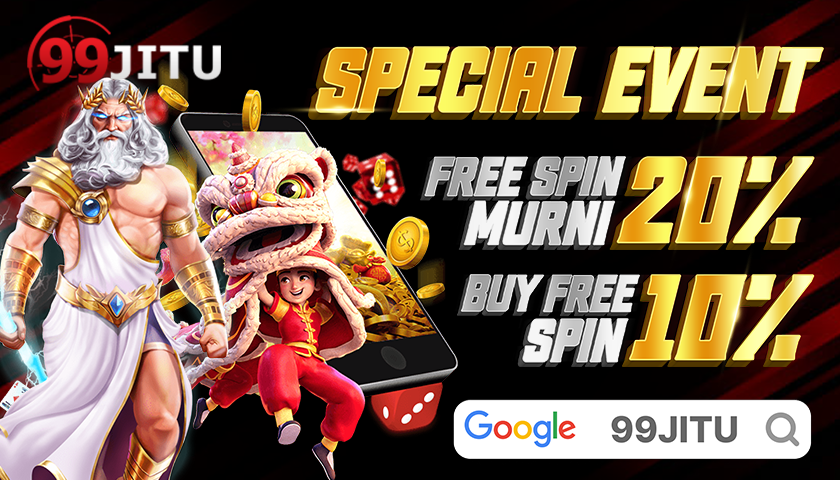 99JITU
SPECIAL EVENT
FREE SPIN
MURNI 20%
BUY FREE
SPIN 10%
Google 99JITU